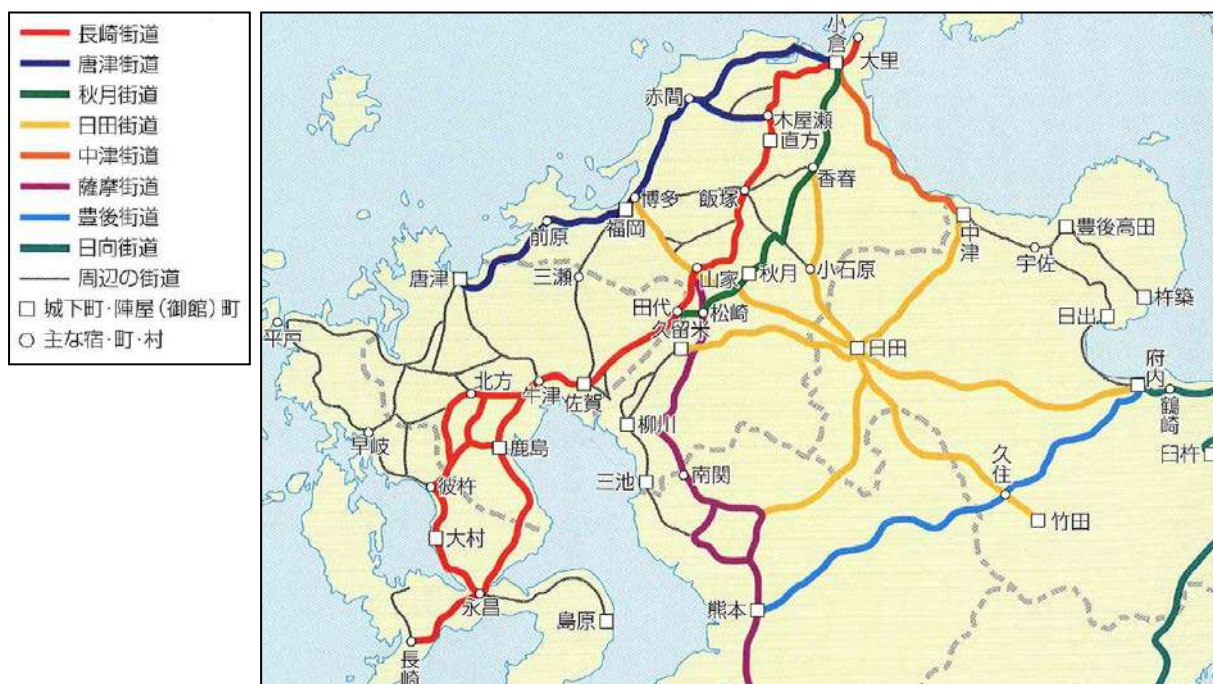 長崎街道
唐津街道
秋月街道
日田街道
中津街道
薩摩街道
豊後街道
日向街道
周辺の街道
城下町・陣屋(御館)町
主な宿・町・村
小倉
大里
赤間
木屋瀬
直方
香春
博多
飯塚
福岡
前原
中津
豊後高田
宇佐
唐津
三瀬
山家
秋月
小石原
杵築
田代
松崎
日出
平戸
久留米
日田
府内
北方
牛津
佐賀
鶴崎
早岐
鹿島
柳川
臼杵
彼杵
三池
南関
久住
大村
竹田
永昌
島原
熊本
長崎